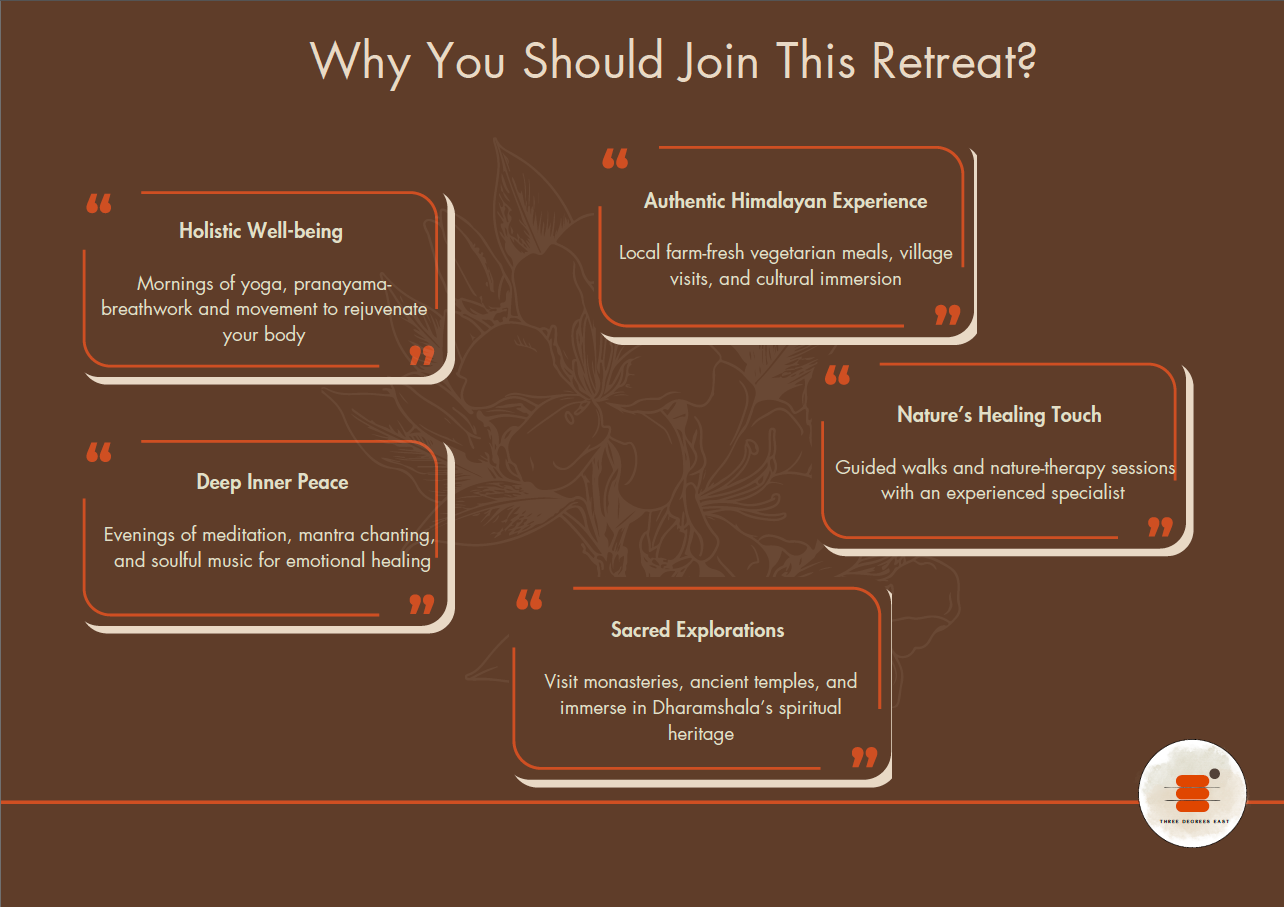 Why You Should Join This Retreat?
Holistic Well-being
Mornings of yoga, pranayama-
breathwork and movement to rejuvenate
your body
Authentic Himalayan Experience
Local farm-fresh vegetarian meals, village
visits, and cultural immersion
Nature's Healing Touch
Guided walks and nature-therapy sessions
with an experienced specialist
Deep Inner Peace
Evenings of meditation, mantra chanting,
and soulful music for emotional healing
Sacred Explorations
Visit monasteries, ancient temples, and
immerse in Dharamshala's spiritual
heritage
THREE DEGREES EAST